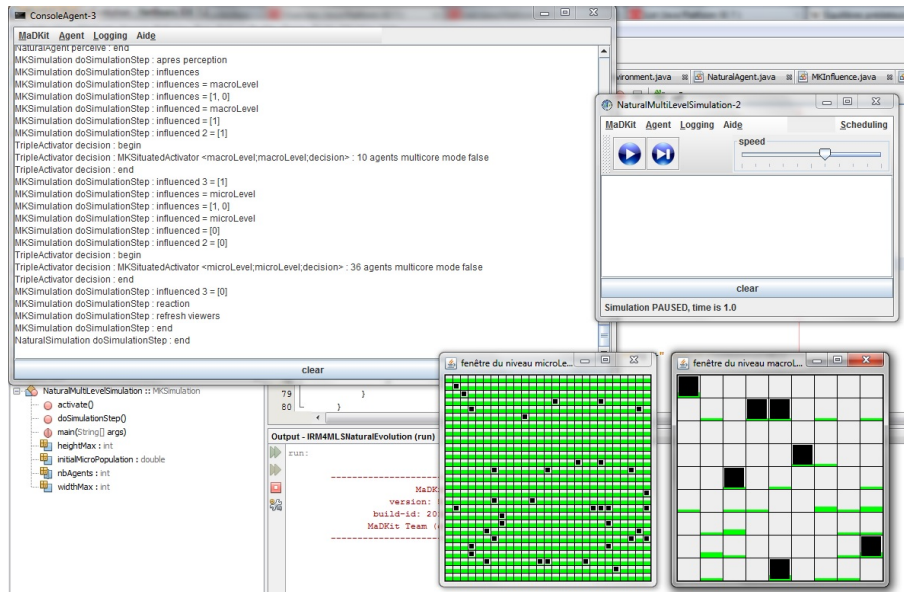 ConsoleAgent-3
MaDKit Agent Logging Aide
NaturalAgent perceive : end
MKSimulation doSimulationStep : apres perception
MKSimulation doSimulationStep : influences
MKSimulation doSimulationStep : influences = macroLevel
MKSimulation doSimulationStep : influences = [1, 0]
MKSimulation doSimulationStep : influenced = macroLevel
MKSimulation doSimulationStep : influenced = [1]
MKSimulation doSimulationStep : influenced 2 = [1]
TripleActivator decision : begin
TripleActivator decision : MKSituatedActivator <macroLevel;macroLevel;decision> : 10 agents multicore mode false
TripleActivator decision : end
MKSimulation doSimulationStep : influenced 3 = [1]
MKSimulation doSimulationStep : influences = microLevel
MKSimulation doSimulationStep : influences = [1, 0]
MKSimulation doSimulationStep : influenced = microLevel
MKSimulation doSimulationStep : influenced = [0]
MKSimulation doSimulationStep : influenced 2 = [0]
TripleActivator decision : begin
TripleActivator decision : MKSituatedActivator <microLevel;microLevel;decision> : 36 agents multicore mode false
TripleActivator decision : end
MKSimulation doSimulationStep : influenced 3 = [0]
MKSimulation doSimulationStep : reaction
MKSimulation doSimulationStep : refresh viewers
MKSimulation doSimulationStep : end
NaturalSimulation doSimulationStep : end
clear
vironment.java NaturalAgent.java MKInfluence.java
NaturalMultiLevelSimulation-2
MaDKit Agent Logging Aide Scheduling
speed
clear
Simulation PAUSED, time is 1.0
fenêtre du niveau microLe...
fenêtre du niveau macroL...
NaturalMultiLevelSimulation :: MKSimulation
activate()
doSimulationStep()
main(String[] args)
heightMax : int
initialMicroPopulation : double
nbAgents : int
widthMax : int
79 }
80 }
Output - IRM4MLSNaturalEvolution (run)
run:
MaDK
version:
build-id: 20
MaDKit Team (